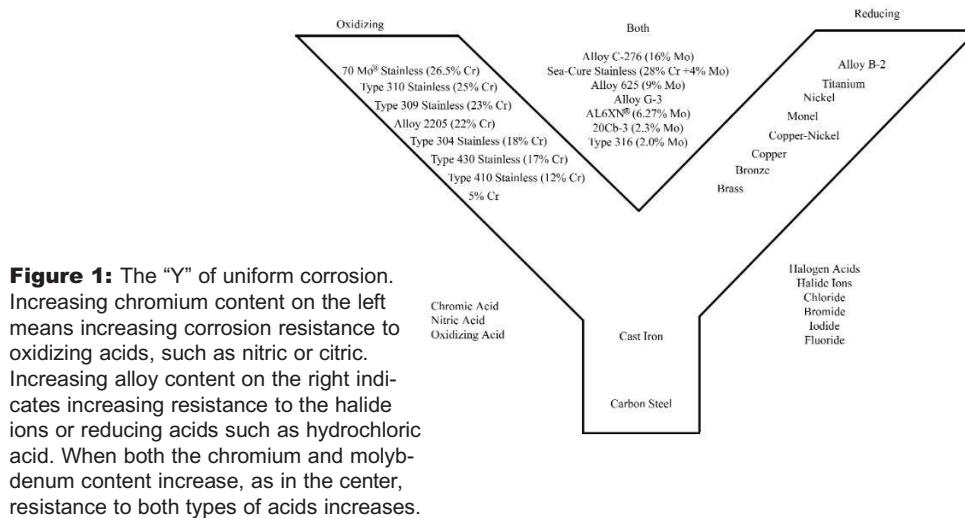 Oxidizing
Both
Reducing
70 Mo® Stainless (26.5% Cr)
Type 310 Stainless (25% Cr)
Type 309 Stainless (23% Cr)
Alloy 2205 (22% Cr)
Type 304 Stainless (18% Cr)
Type 430 Stainless (17% Cr)
Type 410 Stainless (12% Cr)
5% Cr
Alloy C-276 (16% Mo)
Sea-Cure Stainless (28% Cr +4% Mo)
Alloy 625 (9% Mo)
Alloy G-3
AL6XN® (6.27% Mo)
20Cb-3 (2.3% Mo)
Type 316 (2.0% Mo)
Alloy B-2
Titanium
Nickel
Monel
Copper-Nickel
Copper
Bronze
Brass
Chromic Acid
Nitric Acid
Oxidizing Acid
Cast Iron
Carbon Steel
Halogen Acids
Halide Ions
Chloride
Bromide
Iodide
Fluoride
Figure 1: The “Y” of uniform corrosion.
Increasing chromium content on the left
means increasing corrosion resistance to
oxidizing acids, such as nitric or citric.
Increasing alloy content on the right indi-
cates increasing resistance to the halide
ions or reducing acids such as hydrochloric
acid. When both the chromium and molyb-
denum content increase, as in the center,
resistance to both types of acids increases.